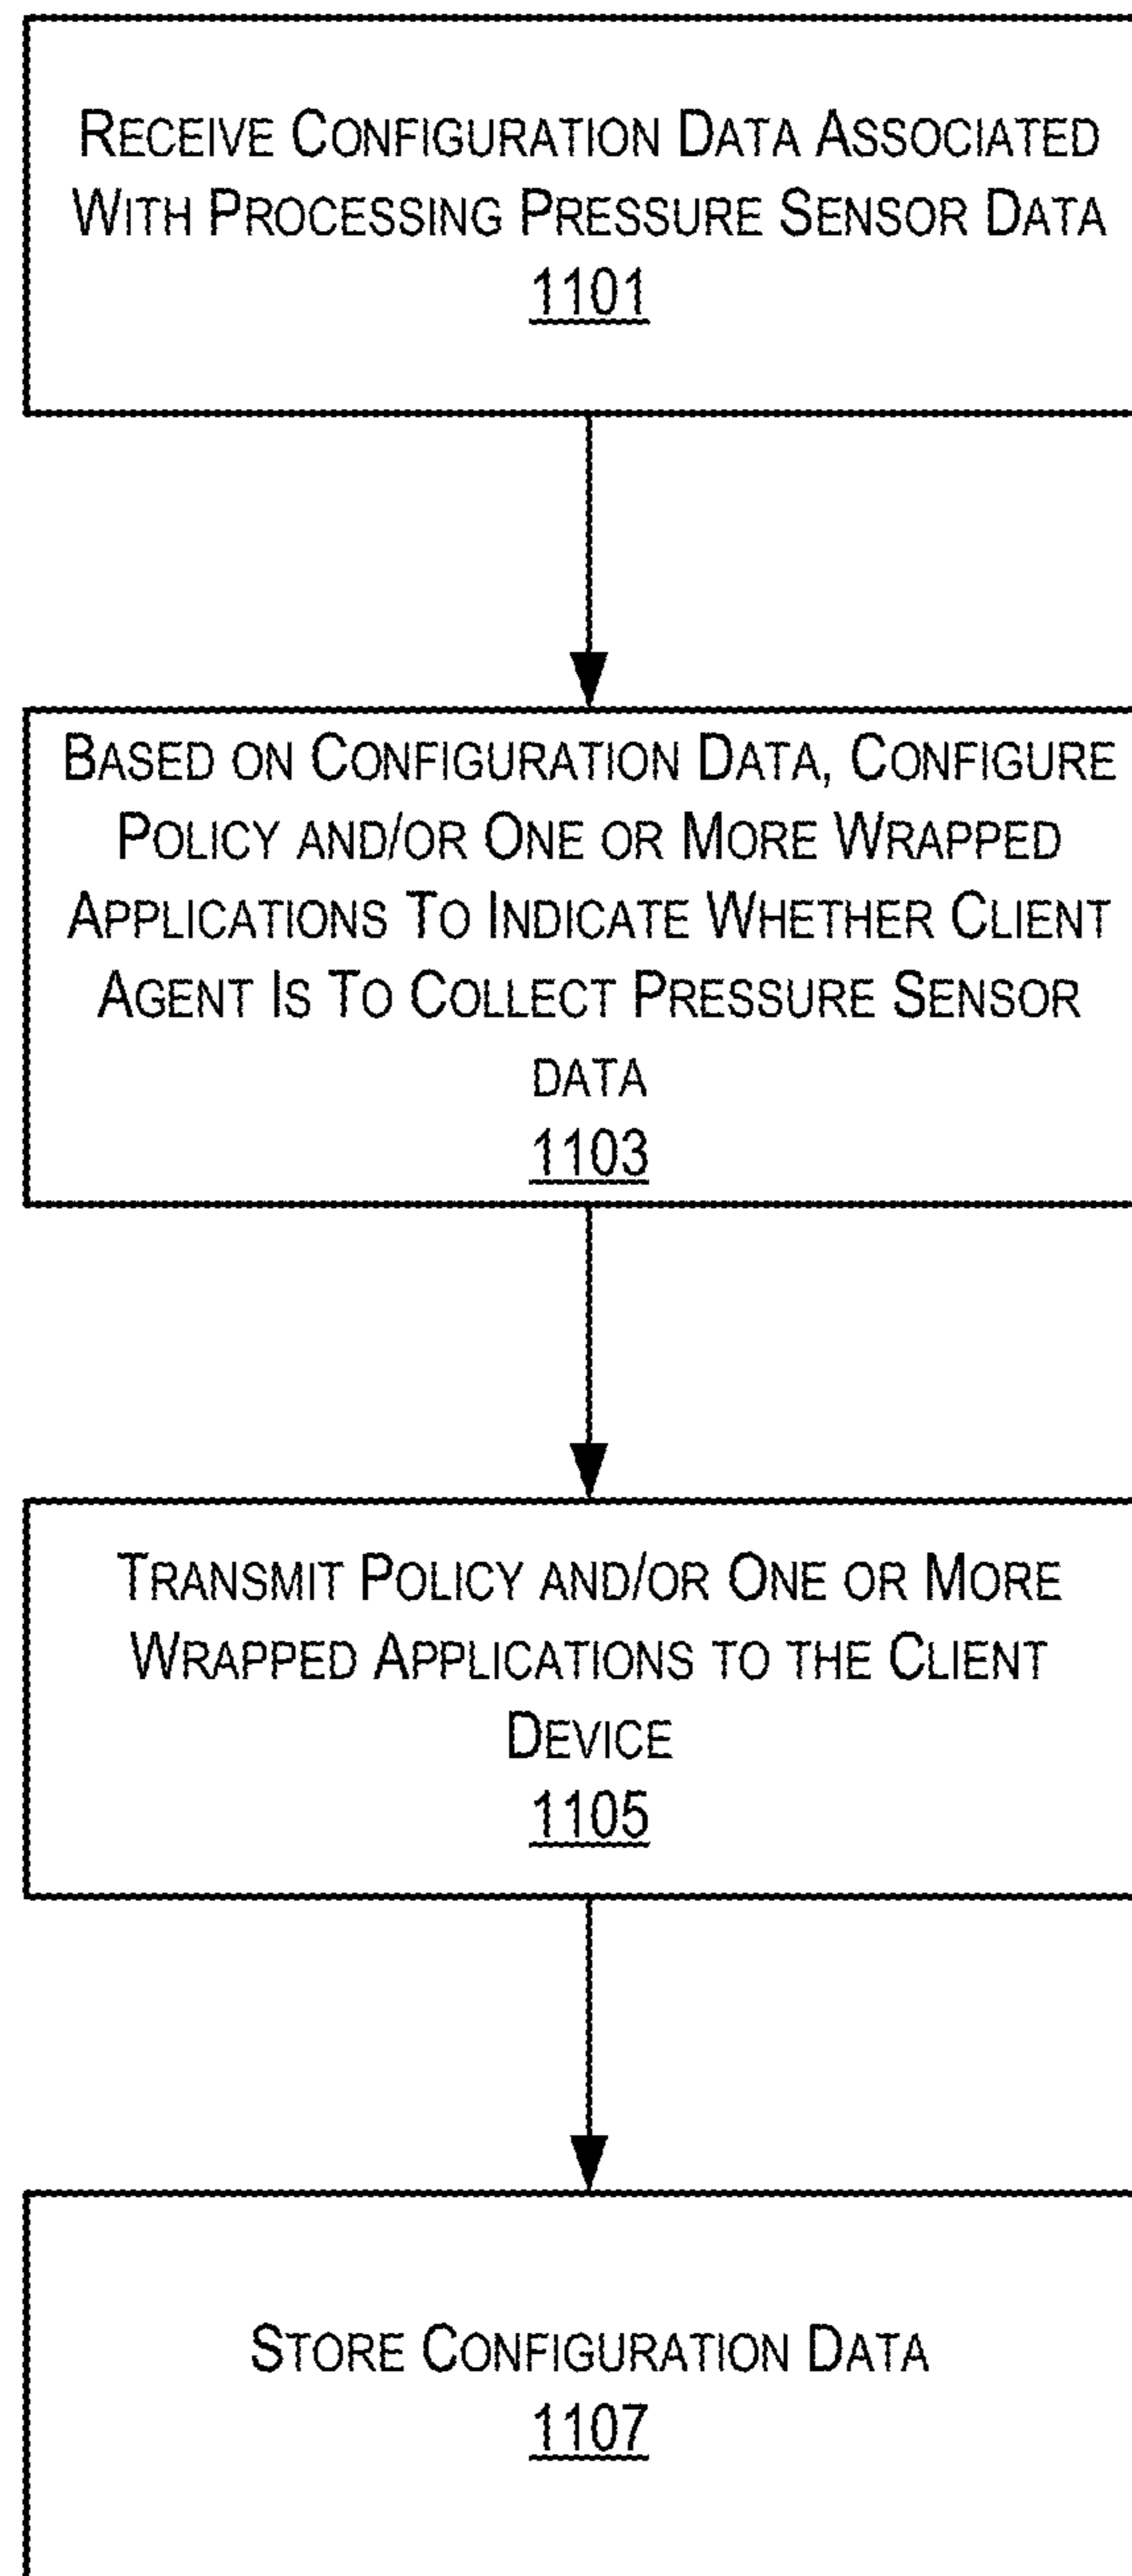 RECEIVE CONFIGURATION DATA ASSOCIATED
WITH PROCESSING PRESSURE SENSOR DATA
1101
BASED ON CONFIGURATION DATA, CONFIGURE
POLICY AND/OR ONE OR MORE WRAPPED
APPLICATIONS TO INDICATE WHETHER CLIENT
AGENT IS TO COLLECT PRESSURE SENSOR
DATA
1103
TRANSMIT POLICY AND/OR ONE OR MORE
WRAPPED APPLICATIONS TO THE CLIENT
DEVICE
1105
STORE CONFIGURATION DATA
1107